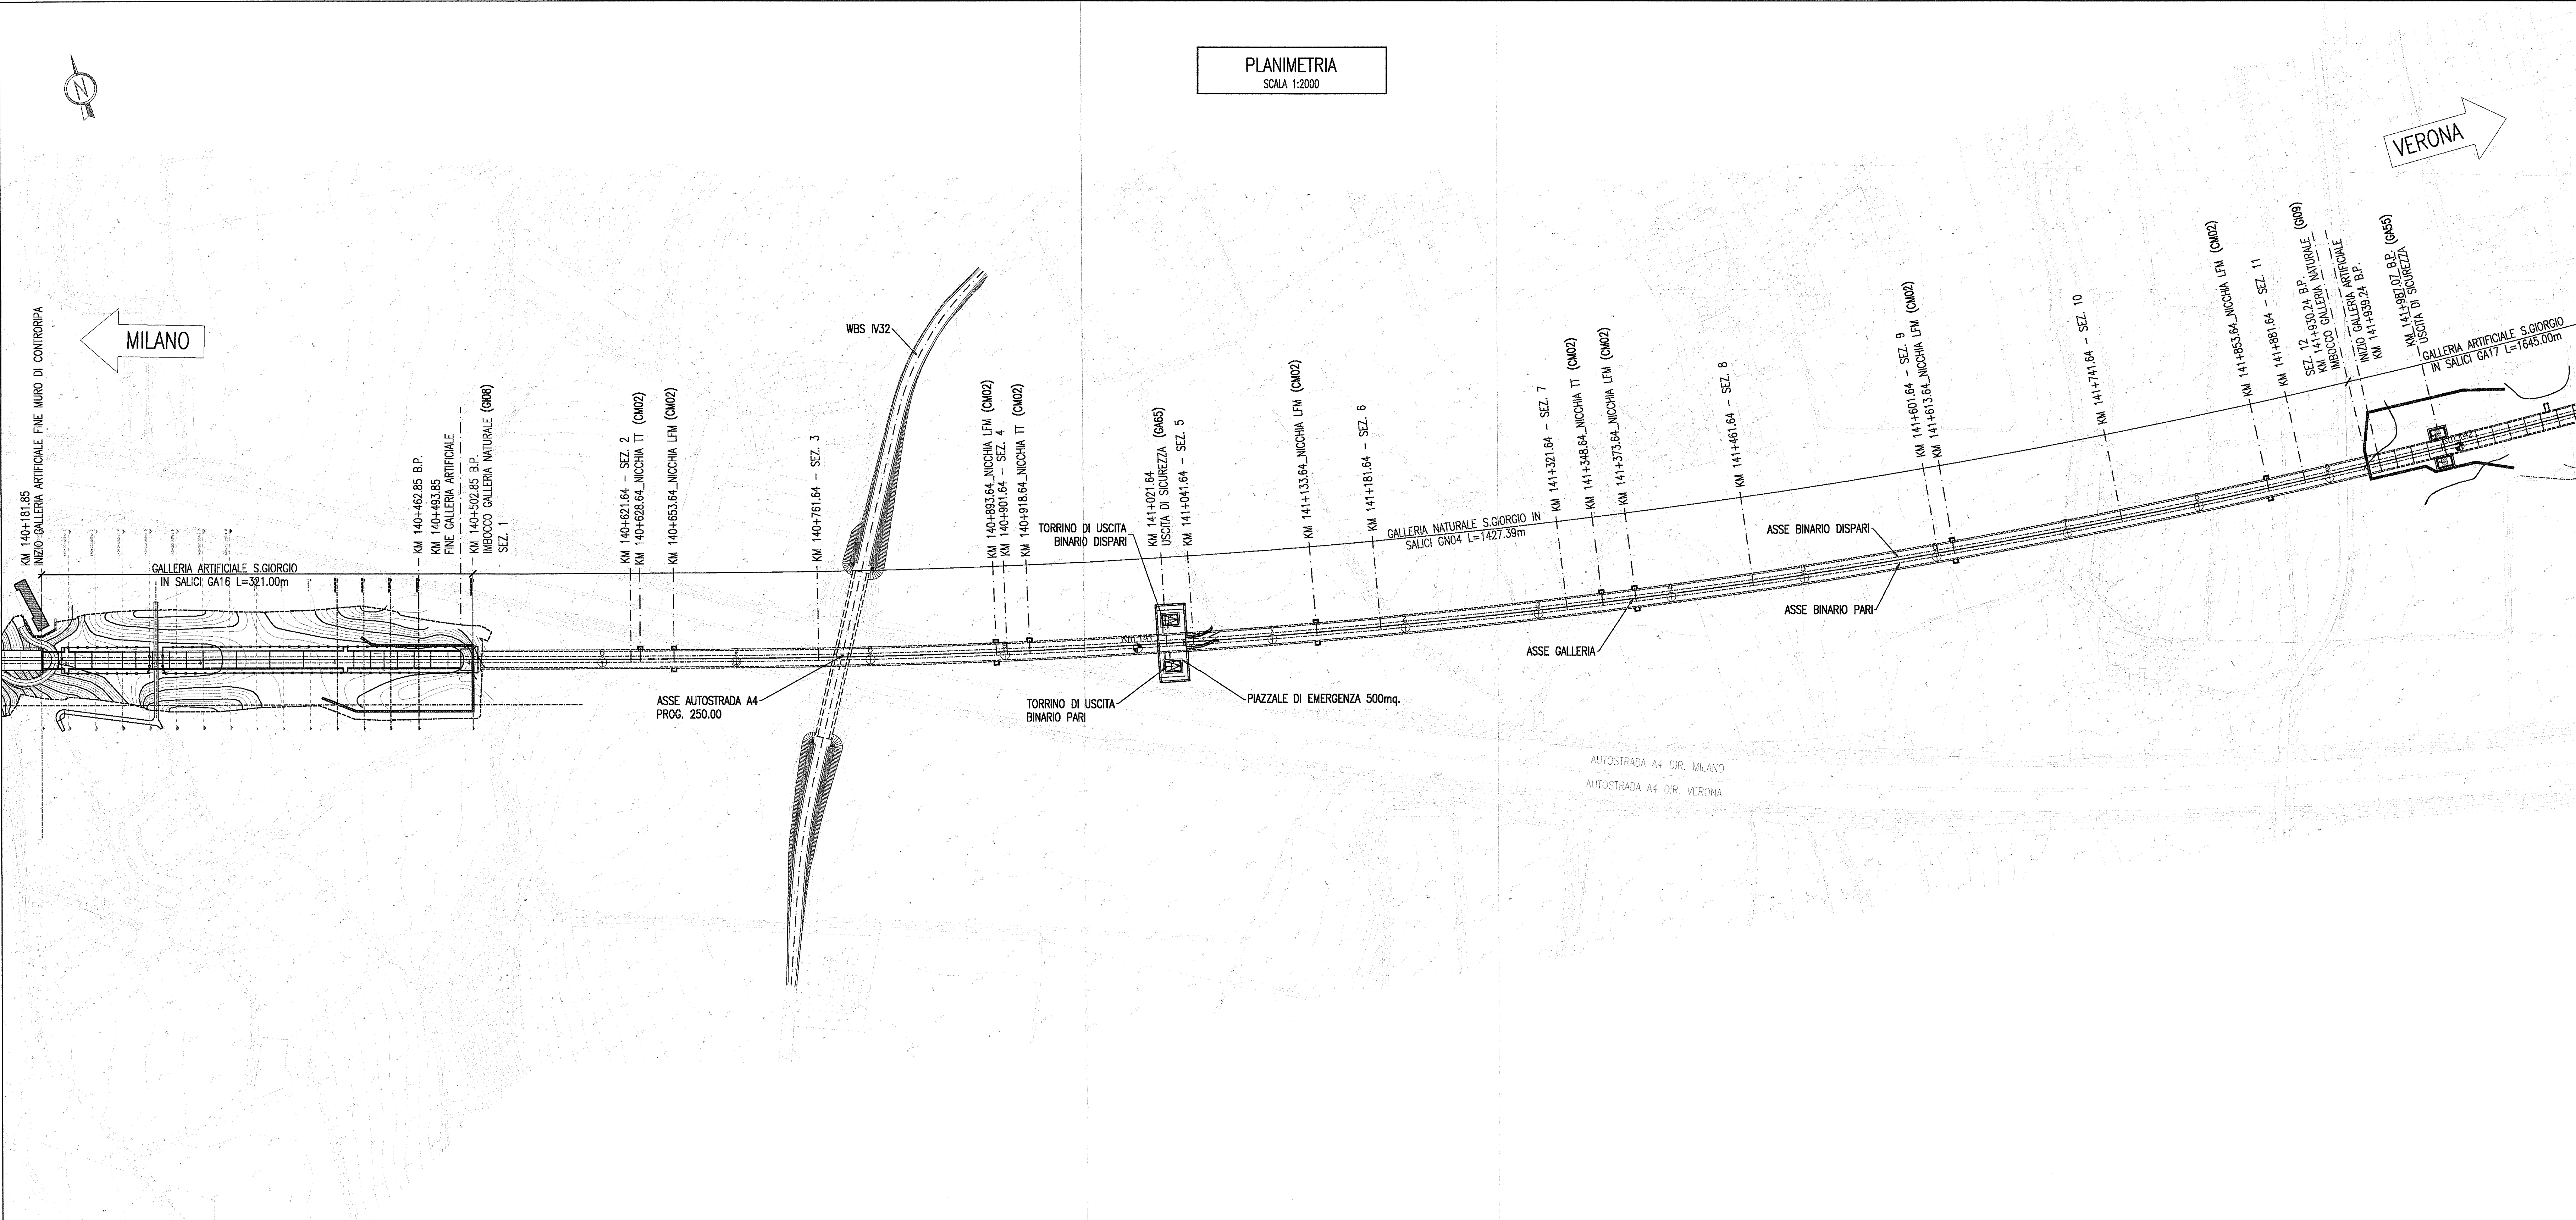 PLANIMETRIA
SCALA 1:2000
N
MILANO
VERONA
KM 140+181.85
INIZIO GALLERIA ARTIFICIALE FINE MURO DI CONTRORIPA
GALLERIA ARTIFICIALE S.GIORGIO
IN SALICI GA16 L=321.00m
KM 140+462.85 B.P.
KM 140+493.85
FINE GALLERIA ARTIFICIALE
KM 140+502.85 B.P.
IMBOCCO GALLERIA NATURALE (GI08)
SEZ. 1
KM 140+621.64 - SEZ. 2
KM 140+628.64_NICCHIA TT (CM02)
KM 140+653.64_NICCHIA LFM (CM02)
KM 140+761.64 - SEZ. 3
WBS IV32
ASSE AUTOSTRADA A4
PROG. 250.00
KM 140+893.64_NICCHIA LFM (CM02)
KM 140+901.64 - SEZ. 4
KM 140+918.64_NICCHIA TT (CM02)
TORRINO DI USCITA
BINARIO DISPARI
KM 141+021.64
USCITA DI SICUREZZA (GA65)
KM 141+041.64 - SEZ. 5
Km 141
TORRINO DI USCITA
BINARIO PARI
PIAZZALE DI EMERGENZA 500mq.
KM 141+133.64_NICCHIA LFM (CM02)
KM 141+181.64 - SEZ. 6
GALLERIA NATURALE S.GIORGIO IN
SALICI GN04 L=1427.39m
KM 141+321.64 - SEZ. 7
KM 141+348.64_NICCHIA TT (CM02)
KM 141+373.64_NICCHIA LFM (CM02)
ASSE GALLERIA
KM 141+461.64 - SEZ. 8
ASSE BINARIO DISPARI
ASSE BINARIO PARI
KM 141+601.64 - SEZ. 9
KM 141+613.64_NICCHIA LFM (CM02)
KM 141+741.64 - SEZ. 10
KM 141+853.64_NICCHIA LFM (CM02)
KM 141+881.64 - SEZ. 11
SEZ. 12
KM 141+930.24 B.P.
IMBOCCO GALLERIA NATURALE (GI09)
INIZIO GALLERIA ARTIFICIALE
KM 141+939.24 B.P.
KM 141+987.07 B.P. (GA55)
USCITA DI SICUREZZA
GALLERIA ARTIFICIALE S.GIORGIO
IN SALICI GA17 L=1645.00m
AUTOSTRADA A4 DIR. MILANO
AUTOSTRADA A4 DIR. VERONA